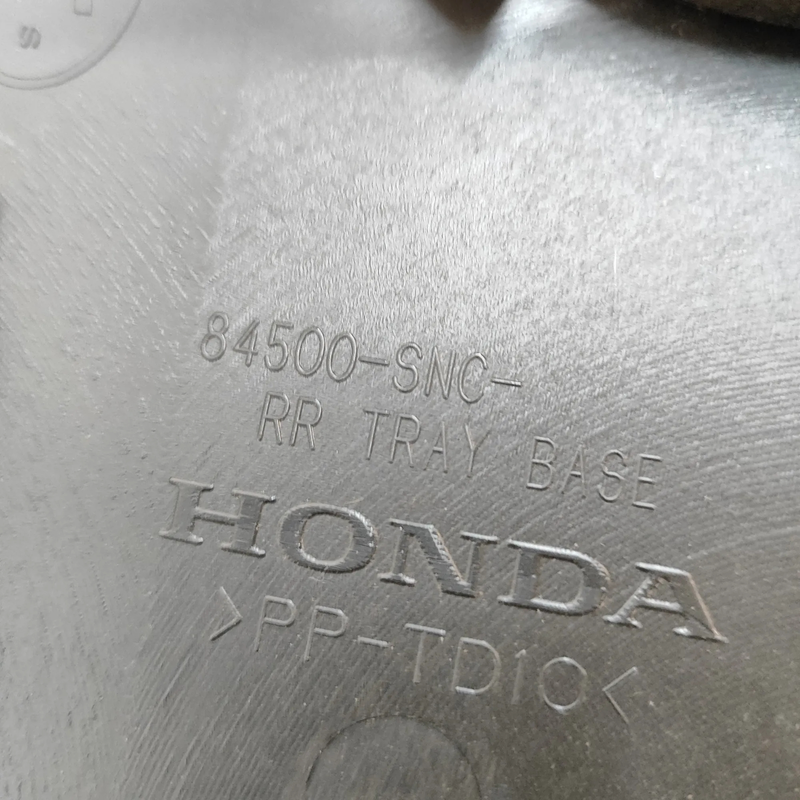 S
84500-SNC-
RR TRAY BASE
HONDA
>PP-TD10<